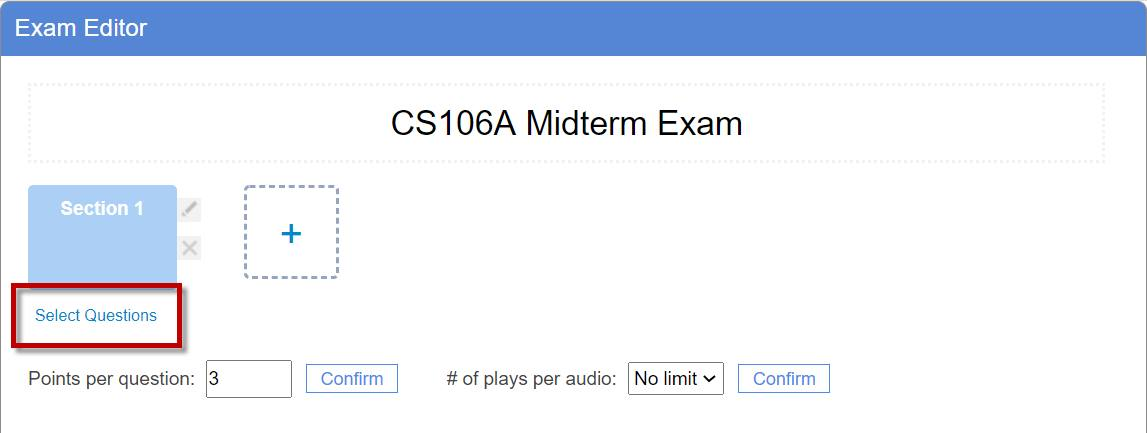 Exam Editor
CS106A Midterm Exam
Section 1
+
Select Questions
Points per question: 3 Confirm # of plays per audio: No limit Confirm